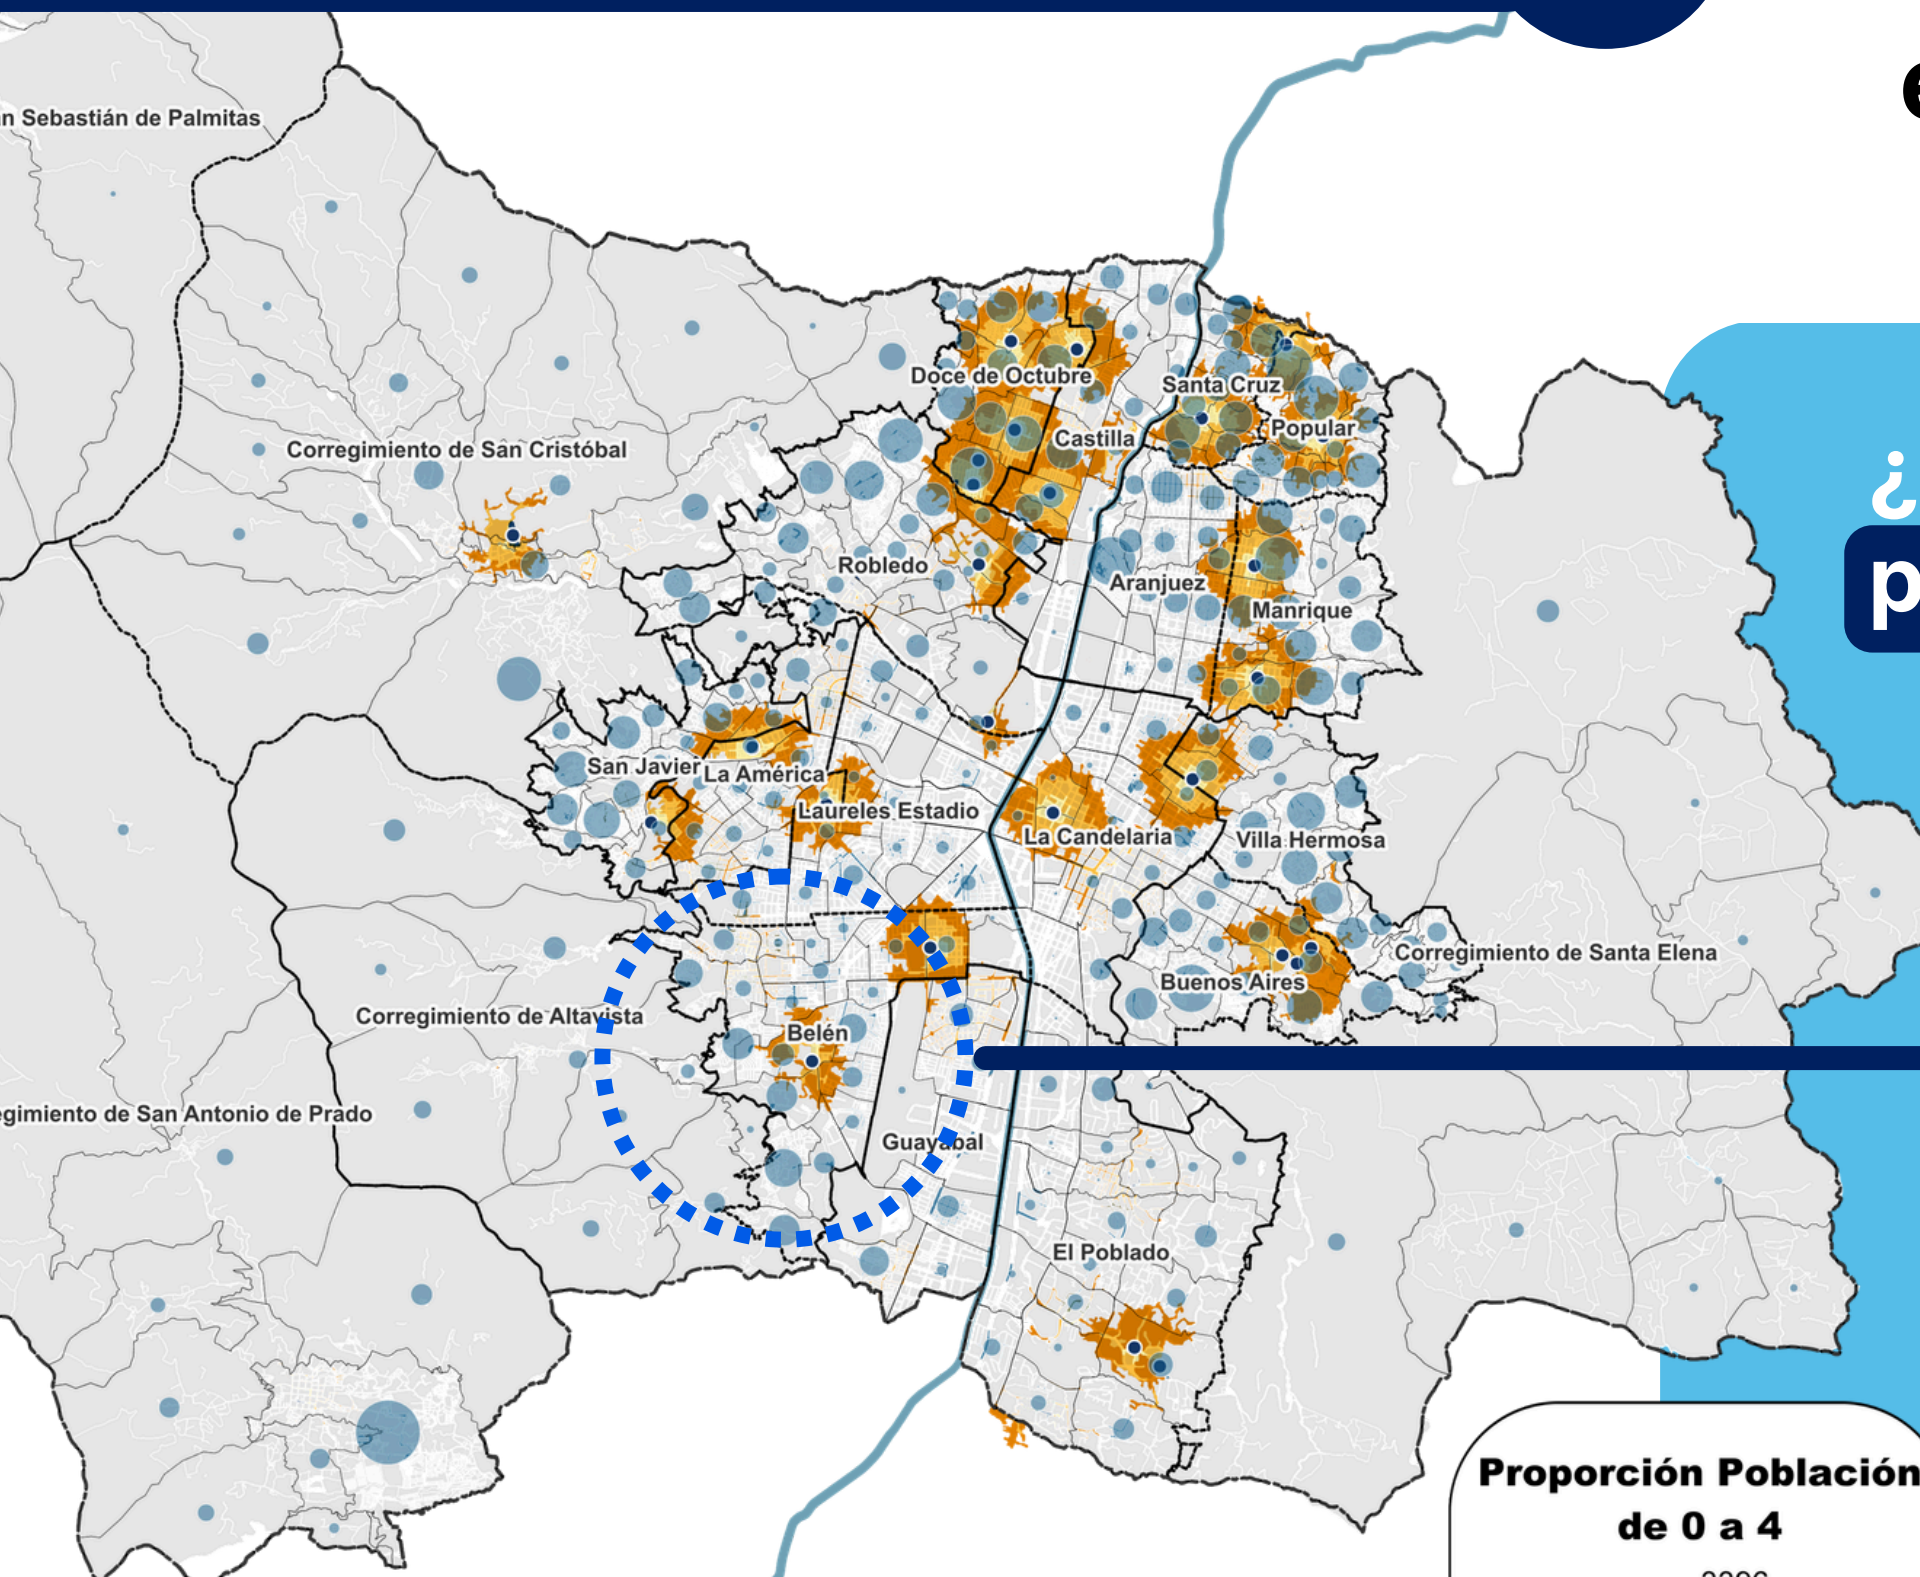 n Sebastián de Palmitas
Doce de Octubre
Santa Cruz
Popular
Castilla
Corregimiento de San Cristóbal
¿
p
Robledo
Aranjuez
Manrique
San Javier
La América
Laureles Estadio
La Candelaria
Villa Hermosa
Corregimiento de Santa Elena
Buenos Aires
Corregimiento de Altavista
Belén
egimiento de San Antonio de Prado
Guayabal
El Poblado
Proporción Población
de 0 a 4